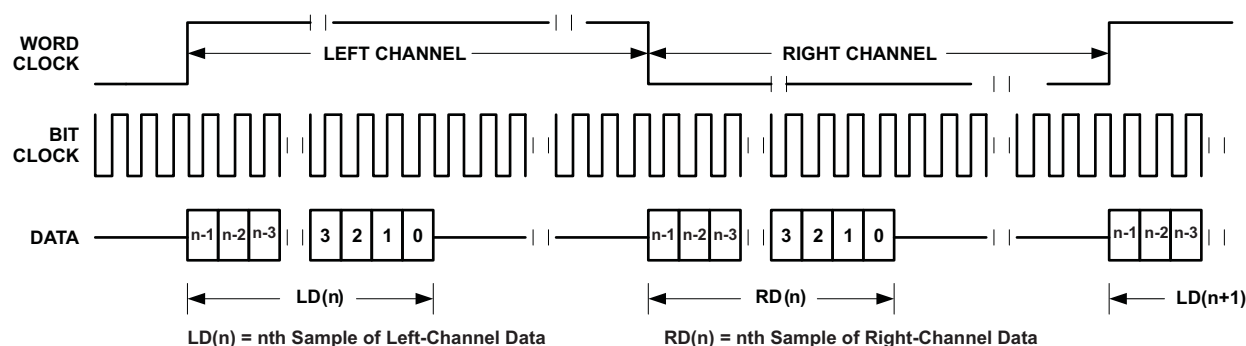 WORD
CLOCK
LEFT CHANNEL
RIGHT CHANNEL
BIT
CLOCK
DATA
n-1 n-2 n-3 3 2 1 0 n-1 n-2 n-3 3 2 1 0 n-1 n-2 n-3
LD(n) RD(n) LD(n+1)
LD(n) = nth Sample of Left-Channel Data
RD(n) = nth Sample of Right-Channel Data